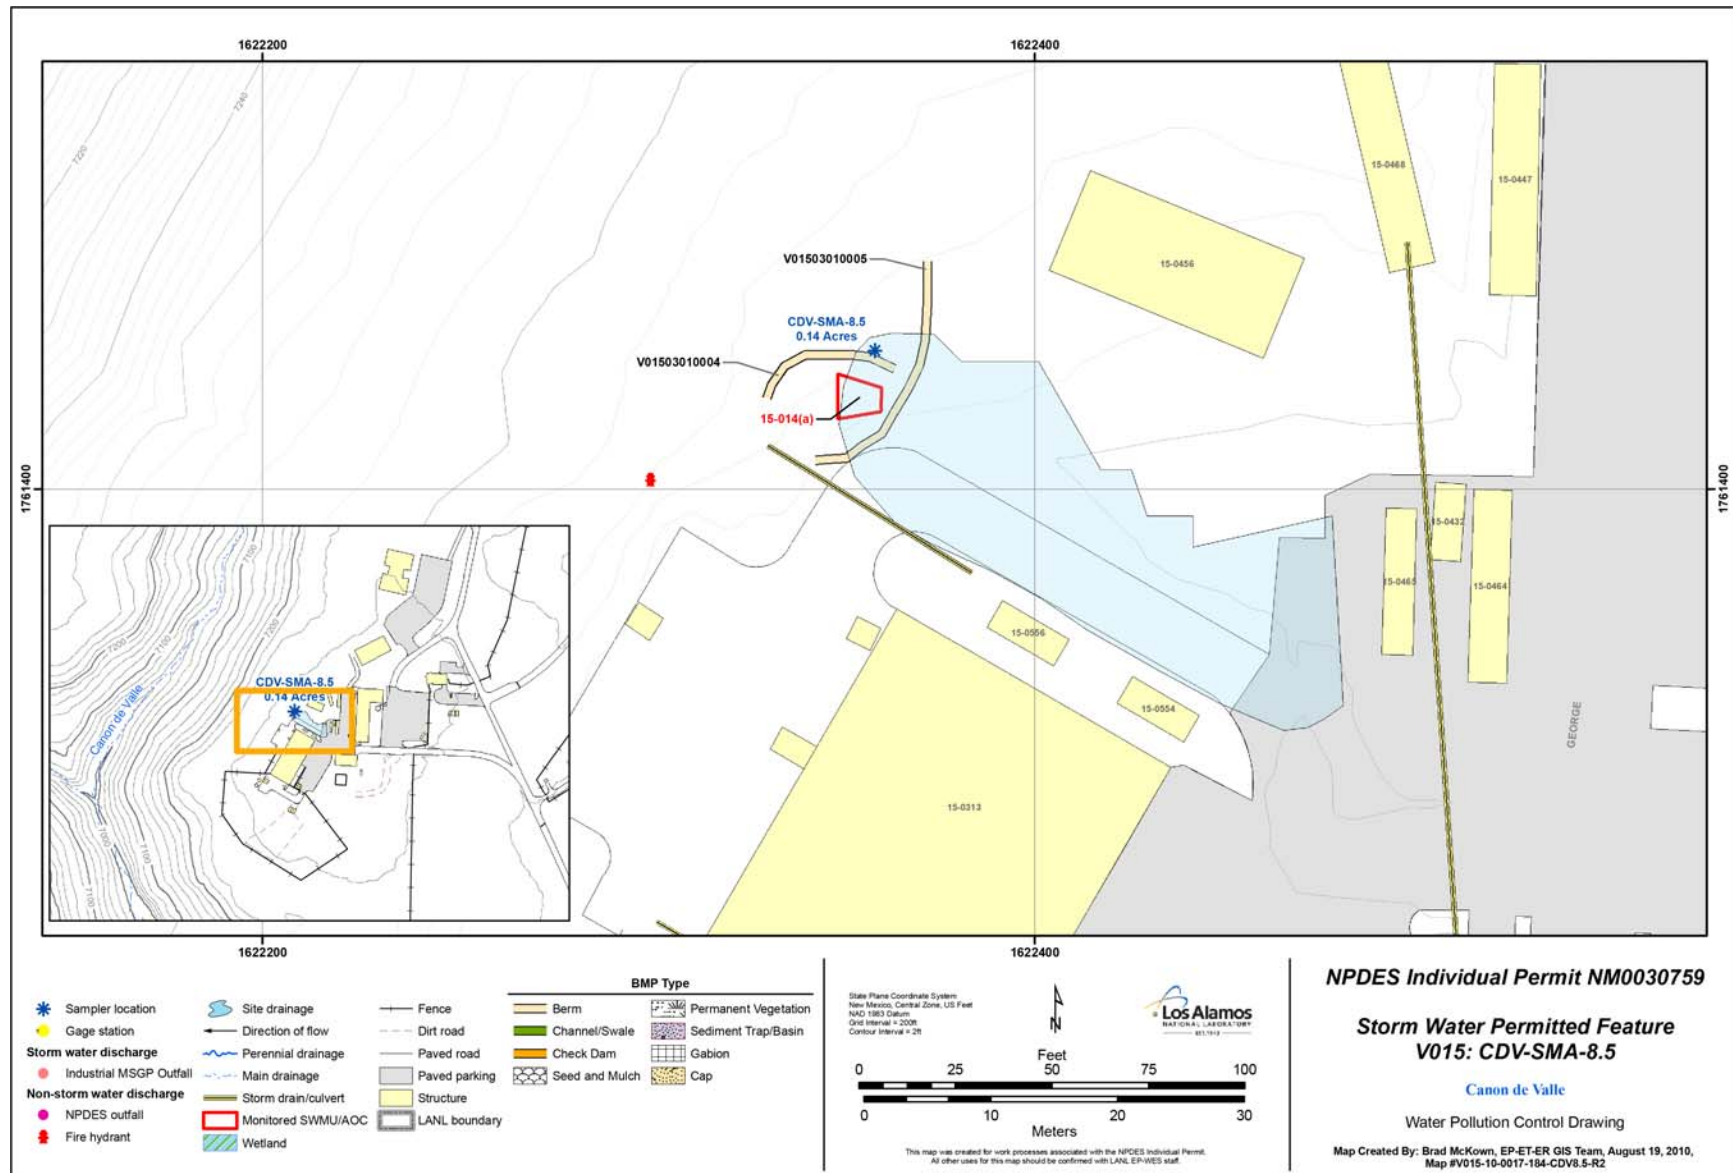 1622200
1622400
7240
7220
15-0468
15-0447
V01503010005
15-0456
CDV-SMA-8.5
0.14 Acres
V01503010004
15-014(a)
1761400
1761400
15-0432
15-0465
15-0464
15-0556
15-0554
GEORGE
15-0313
7100
7200
7200
7100
CDV-SMA-8.5
0.14 Acres
Canon de Valle
7000
7100
7100
1622200
1622400
BMP Type
Sampler location
Gage station
Storm water discharge
Industrial MSGP Outfall
Non-storm water discharge
NPDES outfall
Fire hydrant
Site drainage
Direction of flow
Perennial drainage
Main drainage
Storm drain/culvert
Monitored SWMU/AOC
Wetland
Fence
Dirt road
Paved road
Paved parking
Structure
LANL boundary
Berm
Channel/Swale
Check Dam
Seed and Mulch
Permanent Vegetation
Sediment Trap/Basin
Gabion
Cap
State Plane Coordinate System
New Mexico, Central Zone, US Feet
NAD 1983 Datum
Grid Interval = 200ft
Contour Interval = 2ft
N
Los Alamos
NATIONAL LABORATORY
EST.1943
Feet
0 25 50 75 100
0 10 20 30
Meters
This map was created for work processes associated with the NPDES Individual Permit.
All other uses for this map should be confirmed with LANL EP-WES staff.
NPDES Individual Permit NM0030759
Storm Water Permitted Feature
V015: CDV-SMA-8.5
Canon de Valle
Water Pollution Control Drawing
Map Created By: Brad McKown, EP-ET-ER GIS Team, August 19, 2010,
Map #V015-10-0017-184-CDV8.5-R2